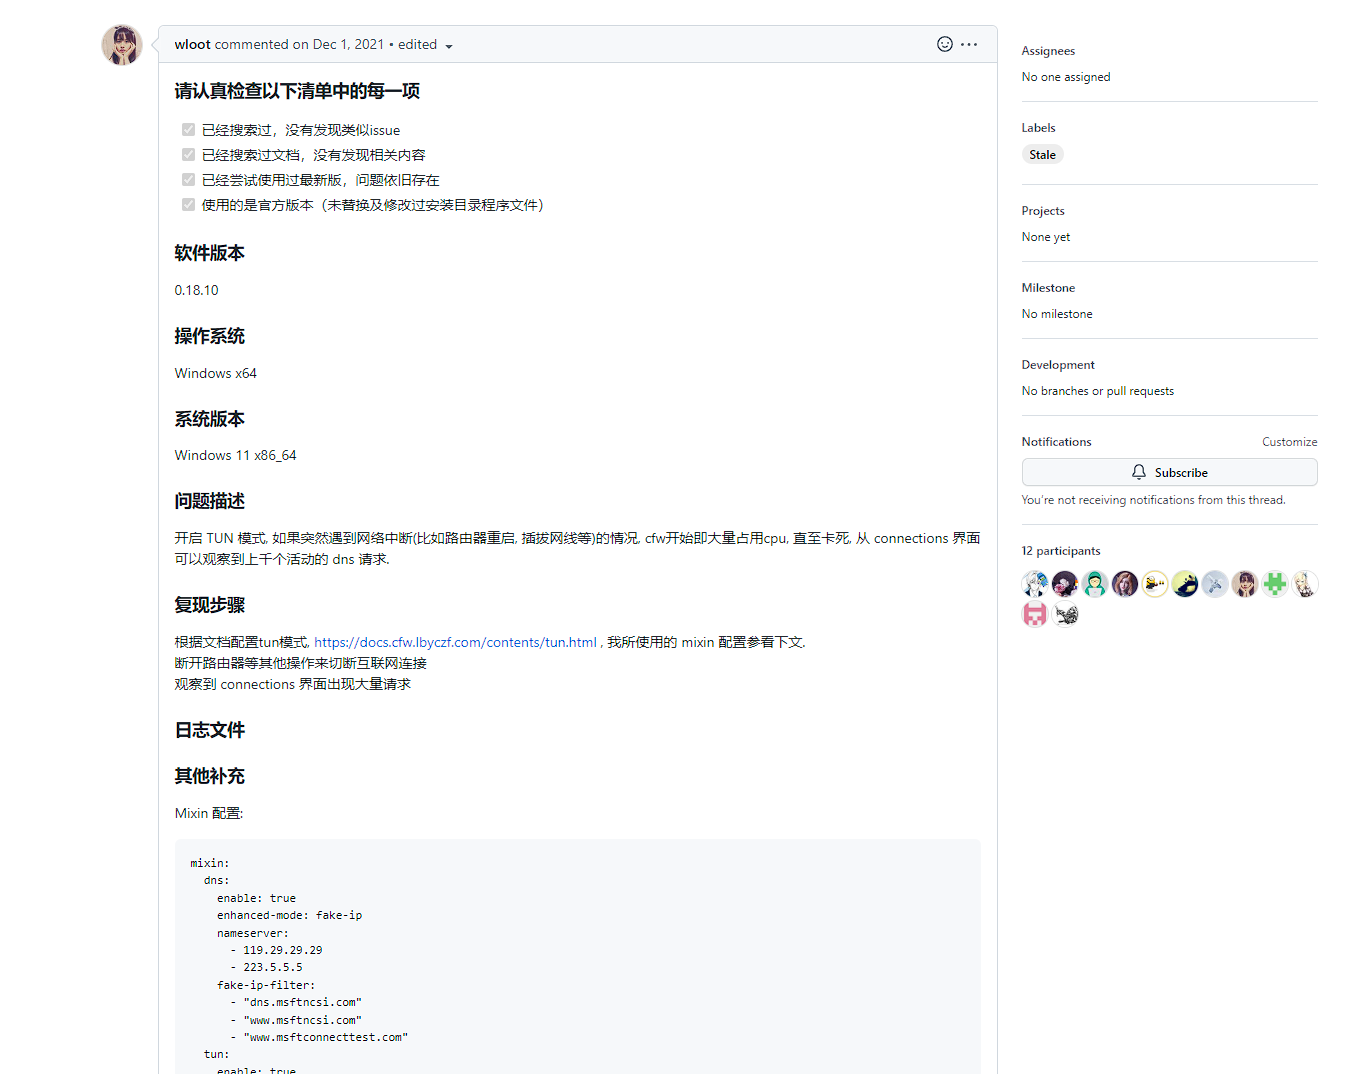 wloot commented on Dec 1, 2021 • edited
请认真检查以下清单中的每一项
已经搜索过，没有发现类似issue
已经搜索过文档，没有发现相关内容
已经尝试使用过最新版，问题依旧存在
使用的是官方版本（未替换及修改过安装目录程序文件）
软件版本
0.18.10
操作系统
Windows x64
系统版本
Windows 11 x86_64
问题描述
开启 TUN 模式, 如果突然遇到网络中断(比如路由器重启, 插拔网线等)的情况, cfw开始即大量占用cpu, 直至卡死, 从 connections 界面
可以观察到上千个活动的 dns 请求.
复现步骤
根据文档配置tun模式, https://docs.cfw.lbyczf.com/contents/tun.html , 我所使用的 mixin 配置参看下文.
断开路由器等其他操作来切断互联网连接
观察到 connections 界面出现大量请求
日志文件
其他补充
Mixin 配置:
mixin:
dns:
enable: true
enhanced-mode: fake-ip
nameserver:
- 119.29.29.29
- 223.5.5.5
fake-ip-filter:
- "dns.msftncsi.com"
- "www.msftncsi.com"
- "www.msftconnecttest.com"
tun:
enable: true
Assignees
No one assigned
Labels
Stale
Projects
None yet
Milestone
No milestone
Development
No branches or pull requests
Notifications
Customize
Subscribe
You're not receiving notifications from this thread.
12 participants